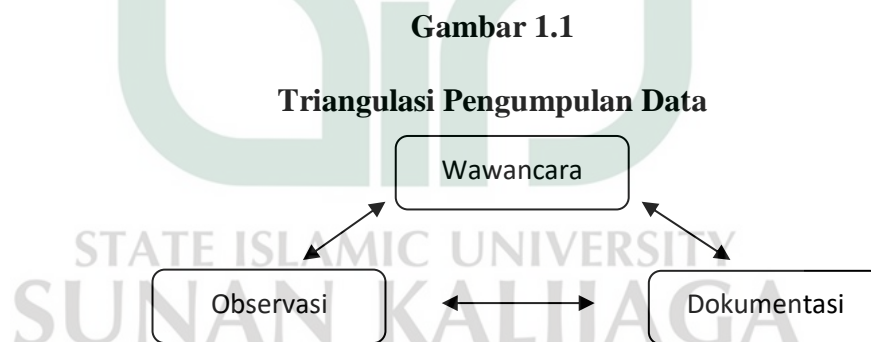 Gambar 1.1
Triangulasi Pengumpulan Data
Wawancara
STATE ISLAMIC UNIVERSITY
Observasi
Dokumentasi
SUNAN KALIJAGA